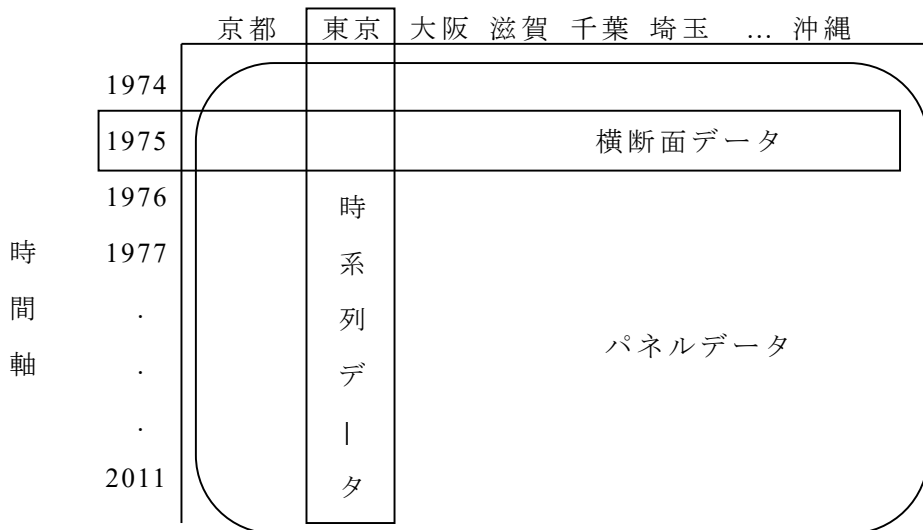 京都 東京 大阪 滋賀 千葉 埼玉 … 沖縄
1974
1975 横断面データ
1976
1977
.
.
.
2011
時間軸
時系列データ
パネルデータ